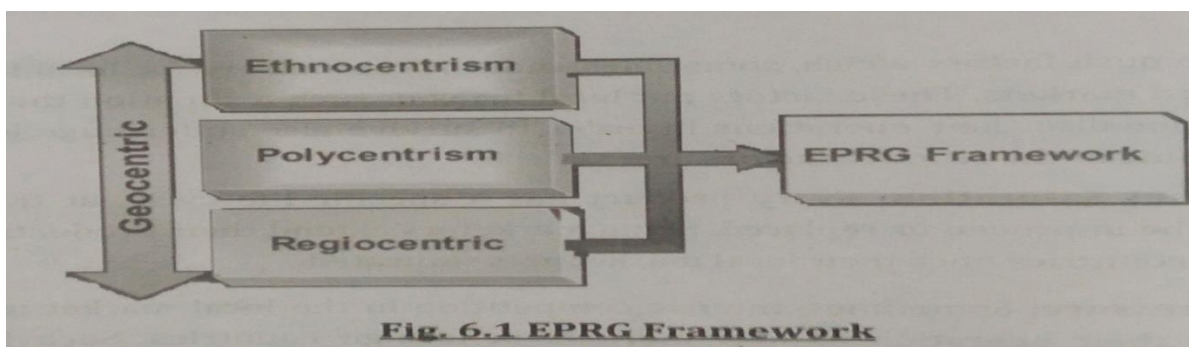 Ethnocentrism
Geocentric
Polycentrism
EPRG Framework
Regiocentric
Fig. 6.1 EPRG Framework